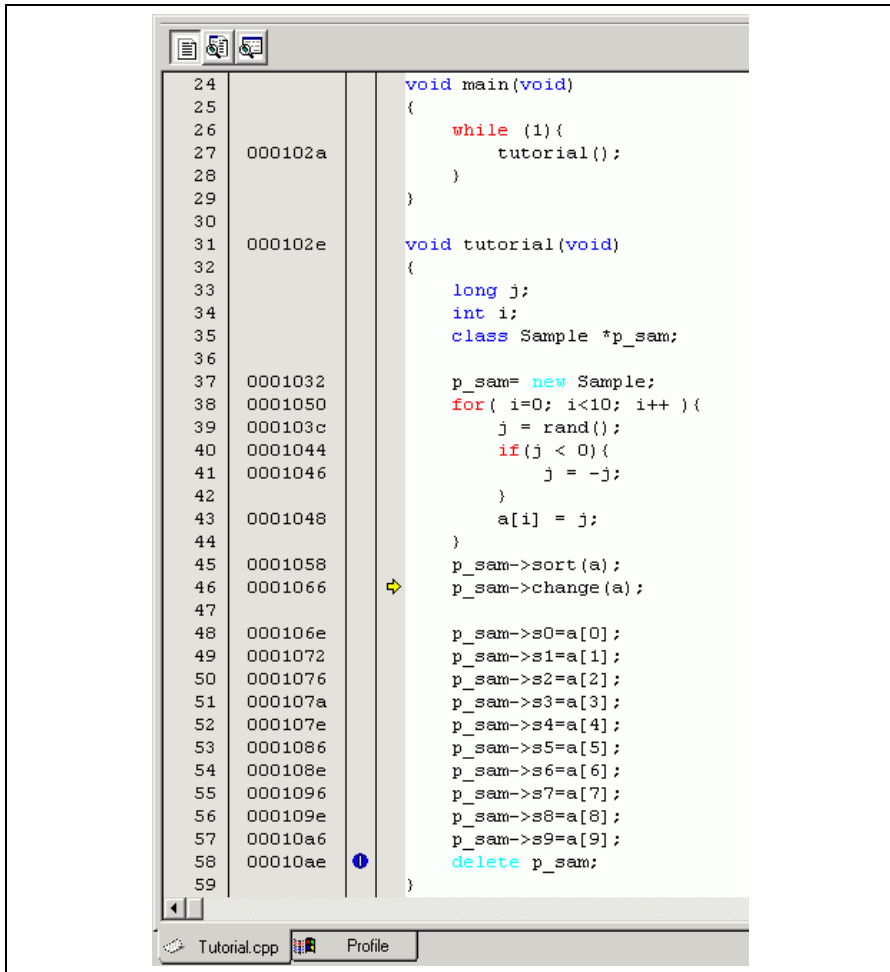 24 void main(void)
25 {
26 while (1){
27 000102a tutorial();
28 }
29 }
30
31 000102e void tutorial(void)
32 {
33 long j;
34 int i;
35 class Sample *p_sam;
36
37 0001032 p_sam= new Sample;
38 0001050 for( i=0; i<10; i++ ){
39 000103c j = rand();
40 0001044 if(j < 0){
41 0001046 j = -j;
42 }
43 0001048 a[i] = j;
44 }
45 0001058 p_sam->sort(a);
46 0001066 p_sam->change(a);
47
48 000106e p_sam->s0=a[0];
49 0001072 p_sam->s1=a[1];
50 0001076 p_sam->s2=a[2];
51 000107a p_sam->s3=a[3];
52 000107e p_sam->s4=a[4];
53 0001086 p_sam->s5=a[5];
54 000108e p_sam->s6=a[6];
55 0001096 p_sam->s7=a[7];
56 000109e p_sam->s8=a[8];
57 00010a6 p_sam->s9=a[9];
58 00010ae delete p_sam;
59 }
Tutorial.cpp Profile